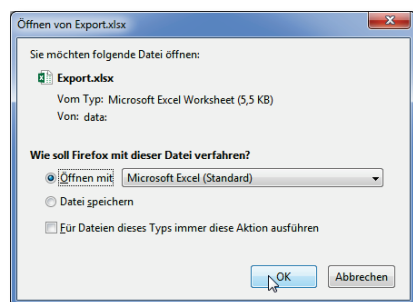 Öffnen von Export.xlsx
Sie möchten folgende Datei öffnen:
Export.xlsx
Vom Typ: Microsoft Excel Worksheet (5,5 KB)
Von: data:
Wie soll Firefox mit dieser Datei verfahren?
Öffnen mit Microsoft Excel (Standard)
Datei speichern
Für Dateien dieses Typs immer diese Aktion ausführen
OK Abbrechen